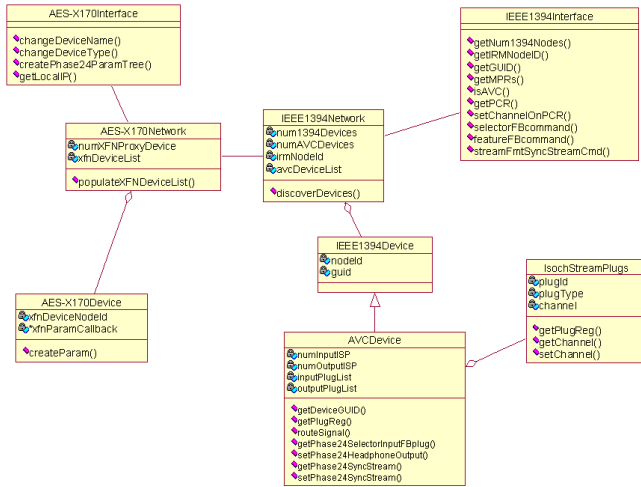 AES-X170Interface
changeDeviceName()
changeDeviceType()
createPhase24ParamTree()
getLocalIP()
IEEE1394Interface
getNum1394Nodes()
getIRMNodeID()
getGUID()
getMPRs()
isAVC()
getPCR()
setChannelOnPCR()
selectorFBcommand()
featureFBcommand()
streamFmtSyncStreamCmd()
AES-X170Network
numXFNProxyDevice
xfnDeviceList
populateXFNDeviceList()
IEEE1394Network
num1394Devices
numAVCDevices
irmNodeId
avcDeviceList
discoverDevices()
IEEE1394Device
nodeId
guid
IsochStreamPlugs
plugId
plugType
channel
getPlugReg()
getChannel()
setChannel()
AES-X170Device
xfnDeviceNodeId
*xfnParamCallback
createParam()
AVCDevice
numInputISP
numOutputISP
inputPlugList
outputPlugList
getDeviceGUID()
getPlugReg()
routeSignal()
getPhase24SelectorInputFBplug()
setPhase24HeadphoneOutput()
getPhase24SyncStream()
setPhase24SyncStream()